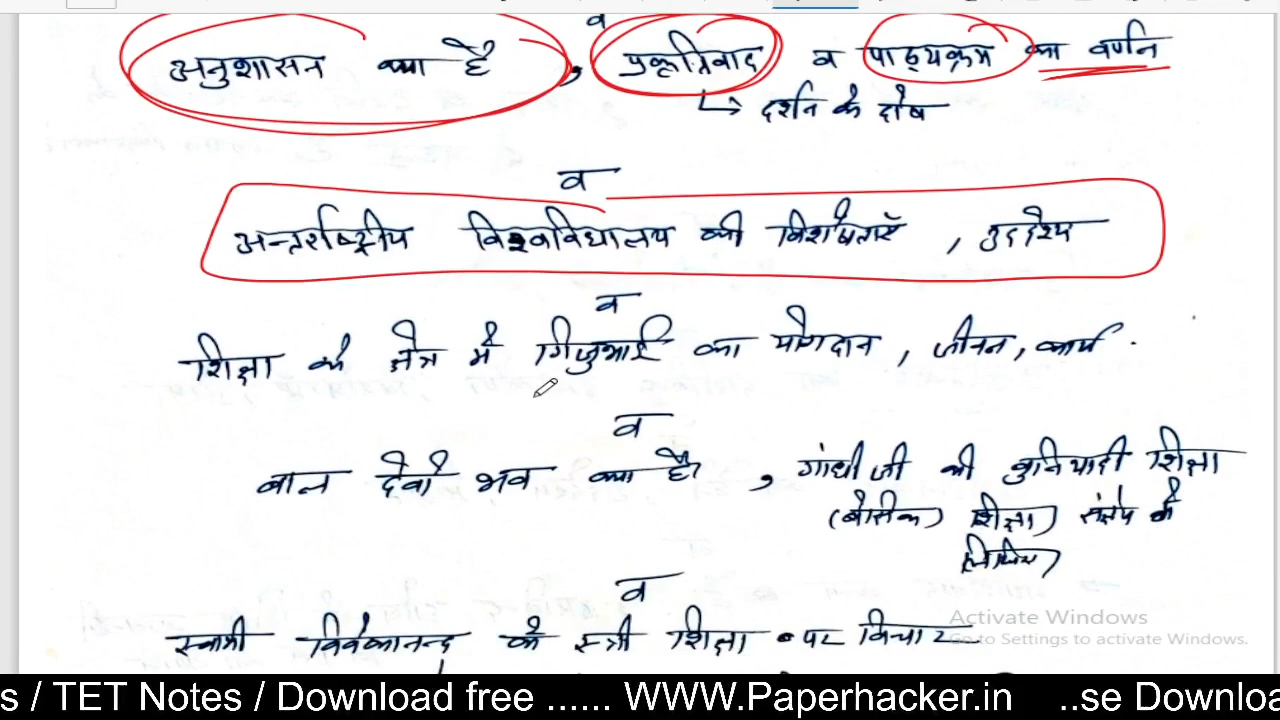 व
अनुशासन क्या है , प्रकृतिवाद व पाठ्यक्रम का वर्णन
↳ दर्शन के दोष
व
अन्तर्राष्ट्रीय विश्वविद्यालय की विशेषताएँ , उद्देश्य
व
शिक्षा के क्षेत्र में गिजुभाई का योगदान , जीवन , कार्य .
व
बाल देवो भव क्या है? , गांधी जी की बुनियादी शिक्षा
(बेसिक) शिक्षा) संक्षेप में
लिखिए)
व
स्वामी विवेकानन्द के स्त्री शिक्षा पर विचार
Activate Windows
Go to Settings to activate Windows.
s / TET Notes / Download free ...... WWW.Paperhacker.in ..se Downloa